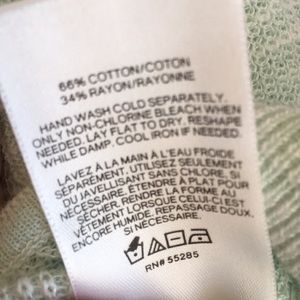 66% COTTON/COTON
34% RAYON/RAYONNE
HAND WASH COLD SEPARATELY.
ONLY NON-CHLORINE BLEACH WHEN
NEEDED. LAY FLAT TO DRY. RESHAPE
WHILE DAMP. COOL IRON IF NEEDED.
LAVEZ À LA MAIN À L'EAU FROIDE
SÉPARÉMENT. UTILISEZ SEULEMENT
DU JAVELLISANT SANS CHLORE, SI
DAMANDÉ. ÉTENDRE À PLAT POUR
SÉCHER. RENDRE LA FORME
LORSQUE CELUI-CI EST
ENCORE HUMIDE. REPASSAGE DOUX.
SI NÉCESSAIRE.
RN# 55285